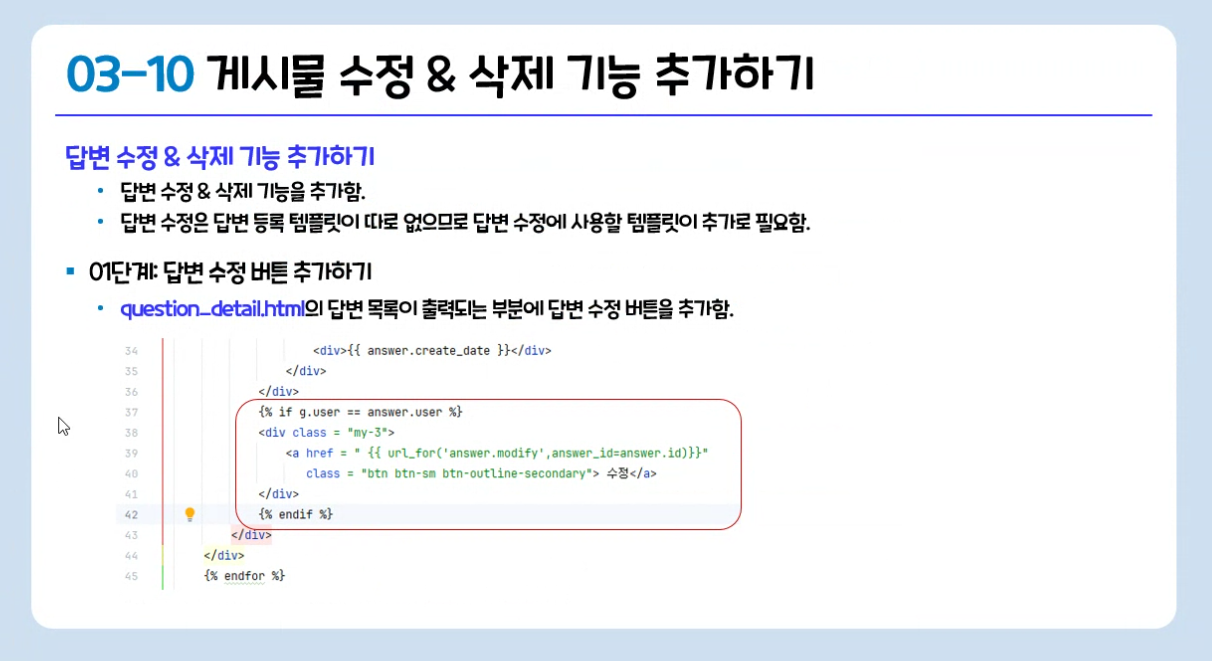 03-10 게시물 수정 & 삭제 기능 추가하기
답변 수정 & 삭제 기능 추가하기
• 답변 수정 & 삭제 기능을 추가함.
• 답변 수정은 답변 등록 템플릿이 따로 없으므로 답변 수정에 사용할 템플릿이 추가로 필요함.
▪ 01단계: 답변 수정 버튼 추가하기
• question_detail.html의 답변 목록이 출력되는 부분에 답변 수정 버튼을 추가함.
34 <div>{{ answer.create_date }}</div>
35 </div>
36 </div>
37 {% if g.user == answer.user %}
38 <div class = "my-3">
39 <a href = " {{ url_for('answer.modify',answer_id=answer.id)}}"
40 class = "btn btn-sm btn-outline-secondary"> 수정</a>
41 </div>
42 {% endif %}
43 </div>
44 </div>
45 {% endfor %}